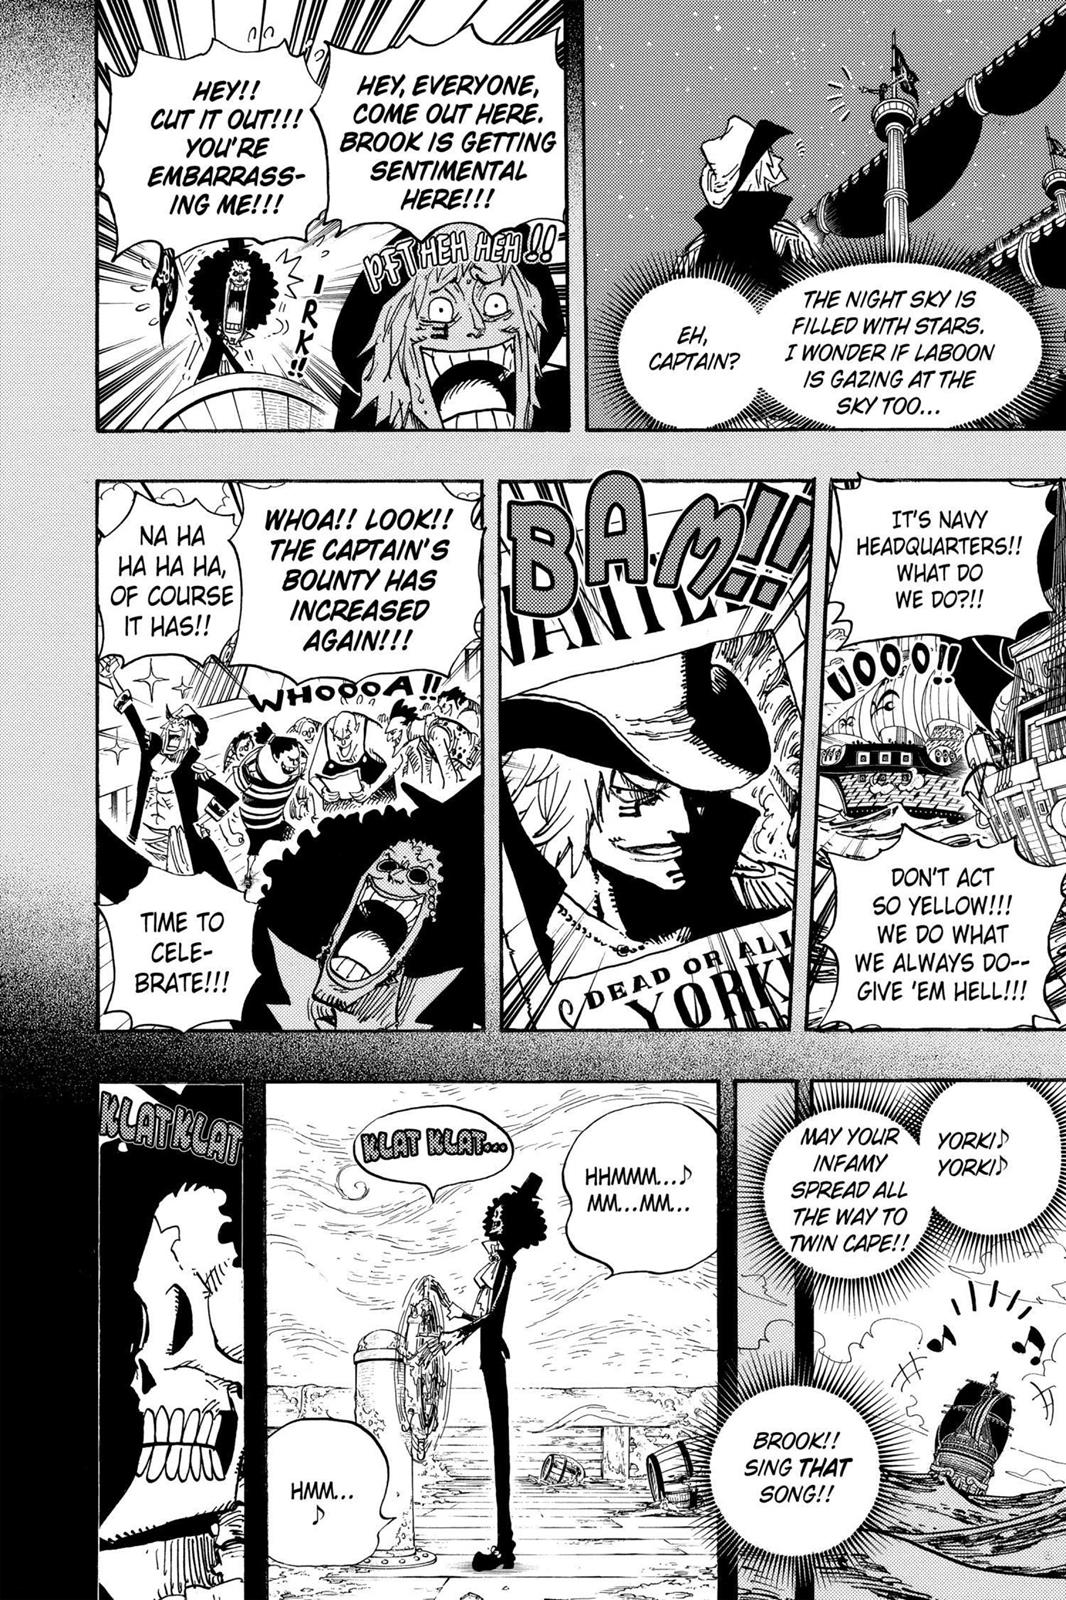 THE NIGHT SKY IS
FILLED WITH STARS.
I WONDER IF LABOON
IS GAZING AT THE
SKY TOO...
EH,
CAPTAIN?
HEY, EVERYONE,
COME OUT HERE.
BROOK IS GETTING
SENTIMENTAL
HERE!!!
PFT HEH HEH!!
HEY!!
CUT IT OUT!!!
YOU'RE
EMBARRASS-
ING ME!!!
IRK!!
IT'S NAVY
HEADQUARTERS!!
WHAT DO
WE DO?!!
UOOO!!
DON'T ACT
SO YELLOW!!!
WE DO WHAT
WE ALWAYS DO--
GIVE 'EM HELL!!!
BAM!!
WANTED
DEAD OR ALI
YORKI
WHOA!! LOOK!!
THE CAPTAIN'S
BOUNTY HAS
INCREASED
AGAIN!!!
NA HA
HA HA HA,
OF COURSE
IT HAS!!
WHOOOA!!
TIME TO
CELE-
BRATE!!!
YORKI♪
YORKI♪
MAY YOUR
INFAMY
SPREAD ALL
THE WAY TO
TWIN CAPE!!
BROOK!!
SING THAT
SONG!!
HHMMM...♪
MM...MM...
KLAT KLAT...
HMM...
♪
KLAT KLAT